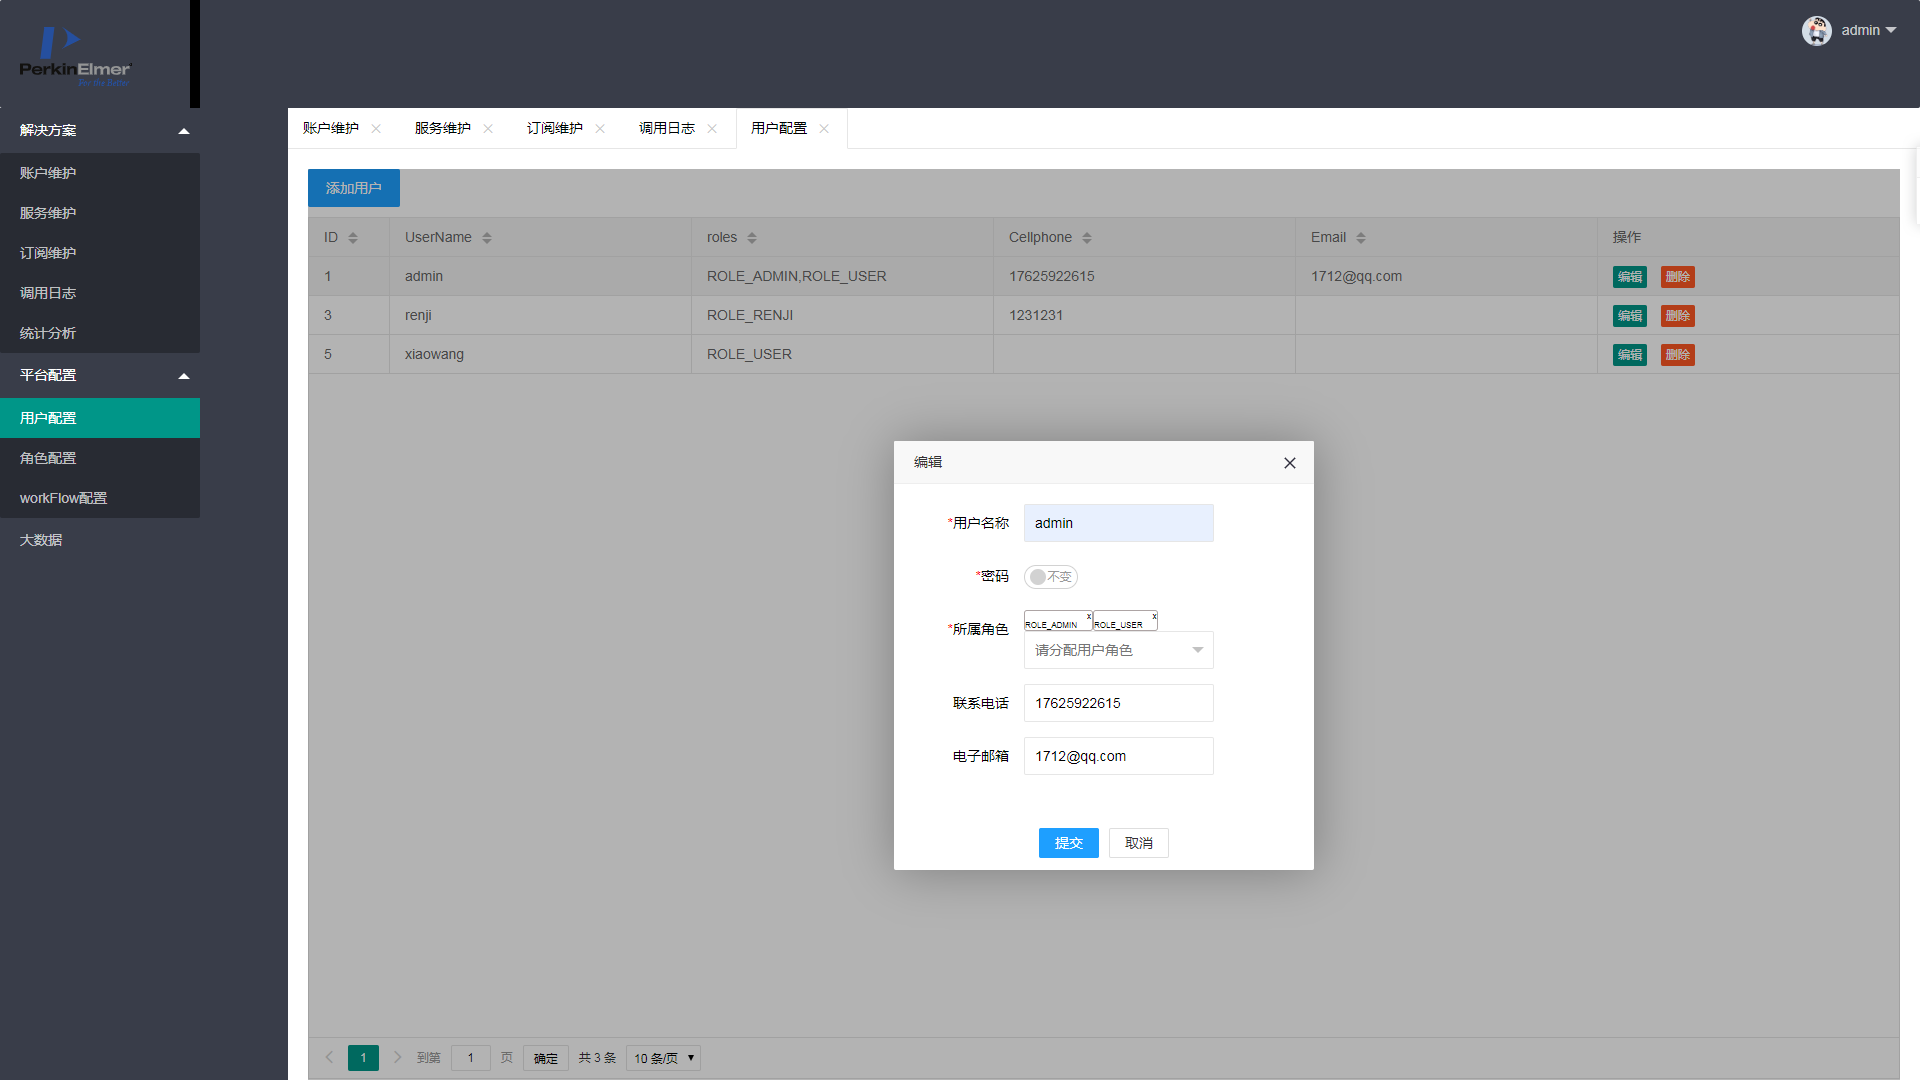 PerkinElmer
For the Better
admin
解决方案
账户维护
服务维护
订阅维护
调用日志
统计分析
平台配置
用户配置
角色配置
workFlow配置
大数据
账户维护 服务维护 订阅维护 调用日志 用户配置
添加用户
ID UserName roles Cellphone Email 操作
1 admin ROLE_ADMIN,ROLE_USER 17625922615 1712@qq.com 编辑 删除
3 renji ROLE_RENJI 1231231 编辑 删除
5 xiaowang ROLE_USER 编辑 删除
编辑
*用户名称 admin
*密码 不变
*所属角色 ROLE_ADMIN x ROLE_USER x
请分配用户角色
联系电话 17625922615
电子邮箱 1712@qq.com
提交 取消
1 到第 1 页 确定 共 3 条 10 条/页